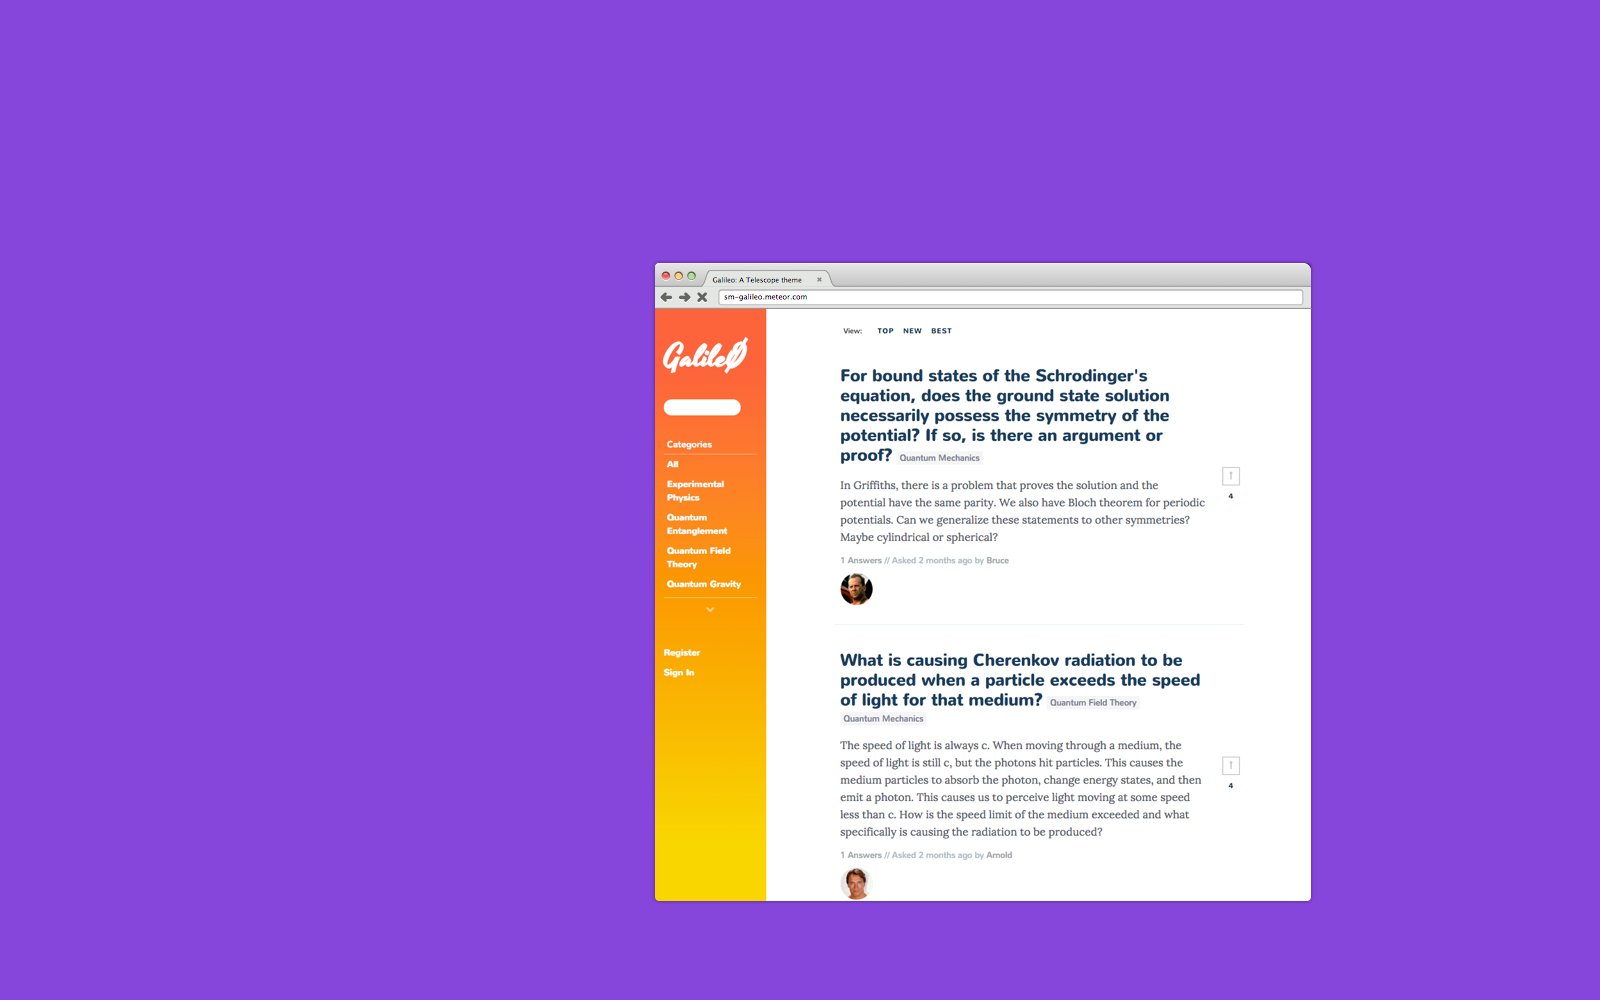 Galileo: A Telescope theme
sm-galileo.meteor.com
Galileo
Categories
All
Experimental
Physics
Quantum
Entanglement
Quantum Field
Theory
Quantum Gravity
Register
Sign In
View: TOP NEW BEST
For bound states of the Schrodinger's
equation, does the ground state solution
necessarily possess the symmetry of the
potential? If so, is there an argument or
proof? Quantum Mechanics
In Griffiths, there is a problem that proves the solution and the
potential have the same parity. We also have Bloch theorem for periodic
potentials. Can we generalize these statements to other symmetries?
Maybe cylindrical or spherical?
4
1 Answers // Asked 2 months ago by Bruce
What is causing Cherenkov radiation to be
produced when a particle exceeds the speed
of light for that medium? Quantum Field Theory
Quantum Mechanics
The speed of light is always c. When moving through a medium, the
speed of light is still c, but the photons hit particles. This causes the
medium particles to absorb the photon, change energy states, and then
emit a photon. This causes us to perceive light moving at some speed
less than c. How is the speed limit of the medium exceeded and what
specifically is causing the radiation to be produced?
4
1 Answers // Asked 2 months ago by Arnold